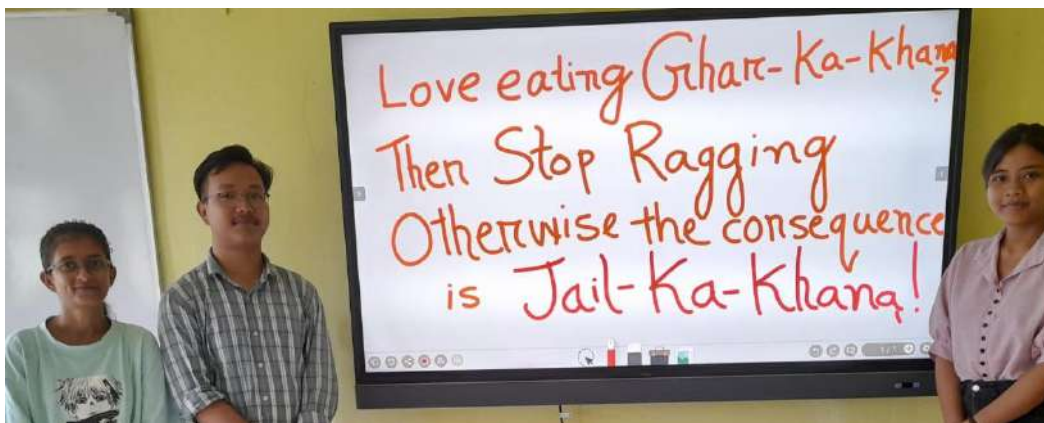 Love eating Ghar-Ka-Khana?
Then Stop Ragging
Otherwise the consequence
is Jail-Ka-Khana!